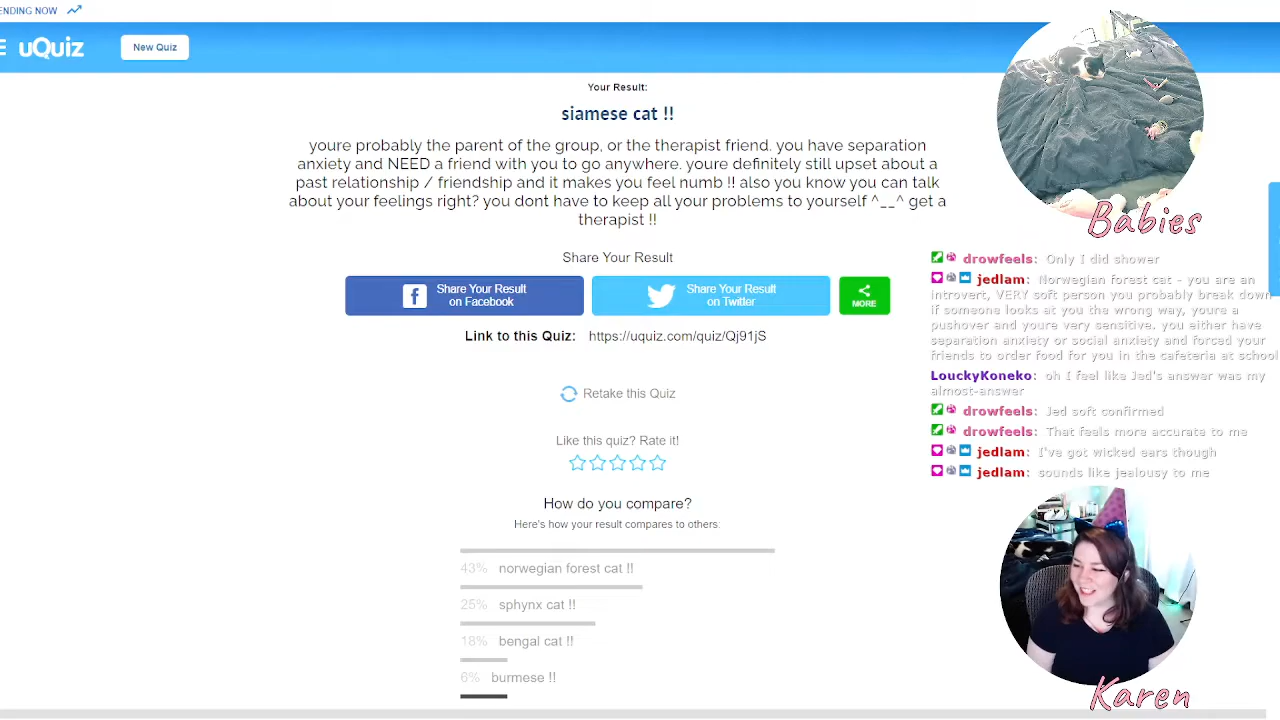 ENDING NOW
uQuiz
New Quiz
Your Result:
siamese cat !!
youre probably the parent of the group, or the therapist friend. you have separation
anxiety and NEED a friend with you to go anywhere. youre definitely still upset about a
past relationship / friendship and it makes you feel numb !! also you know you can talk
about your feelings right? you dont have to keep all your problems to yourself ^__^ get a
therapist !!
Share Your Result
Share Your Result
on Facebook
Share Your Result
on Twitter
MORE
Link to this Quiz: https://uquiz.com/quiz/Qj91jS
Retake this Quiz
Like this quiz? Rate it!
How do you compare?
Here's how your result compares to others.
43% norwegian forest cat !!
25% sphynx cat !!
18% bengal cat !!
6% burmese !!
Babies
drowfeels: Only I did shower
jedlam: Norwegian forest cat - you are an
introvert, VERY soft person you probably break down
if someone looks at you the wrong way, youre a
pushover and youre very sensitive. you either have
separation anxiety or social anxiety and forced your
friends to order food for you in the cafeteria at school
LouckyKoneko: oh I feel like Jed's answer was my
almost-answer
drowfeels: Jed soft confirmed
drowfeels: That feels more accurate to me
jedlam: I've got wicked ears though
jedlam: sounds like jealousy to me
Karen